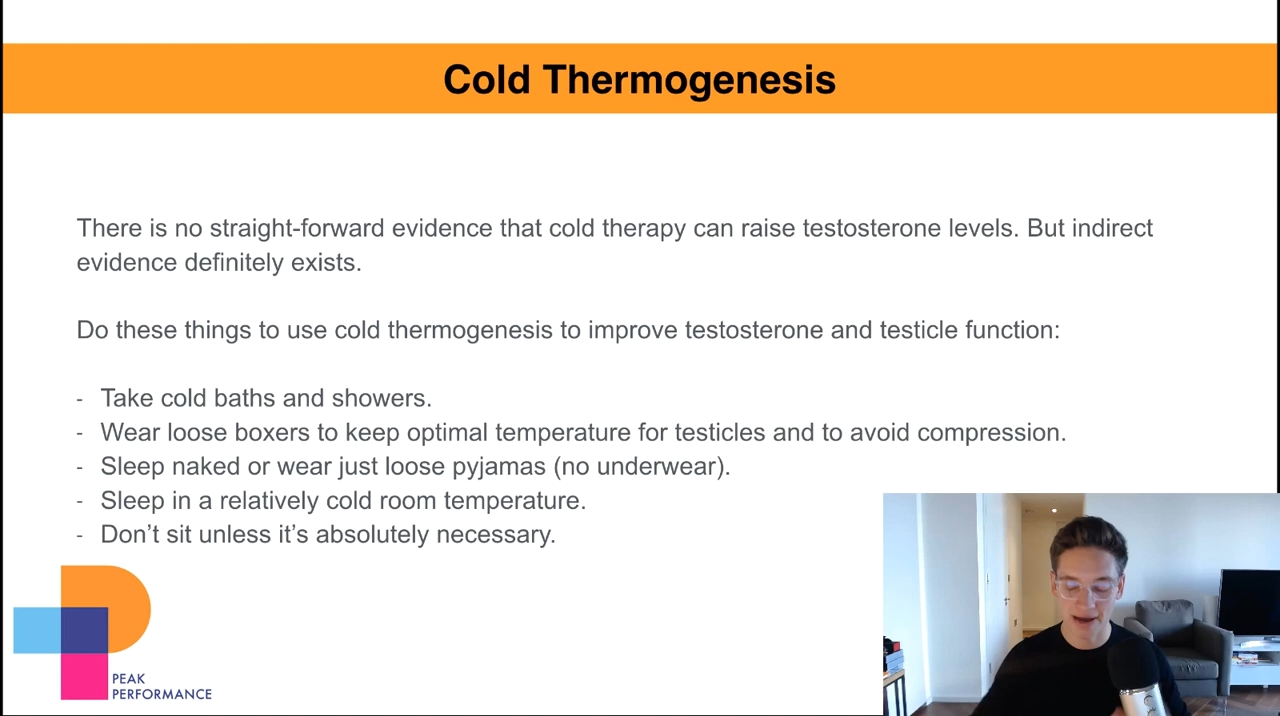 Cold Thermogenesis
There is no straight-forward evidence that cold therapy can raise testosterone levels. But indirect
evidence definitely exists.
Do these things to use cold thermogenesis to improve testosterone and testicle function:
- Take cold baths and showers.
- Wear loose boxers to keep optimal temperature for testicles and to avoid compression.
- Sleep naked or wear just loose pyjamas (no underwear).
- Sleep in a relatively cold room temperature.
- Don’t sit unless it’s absolutely necessary.
PEAK
PERFORMANCE